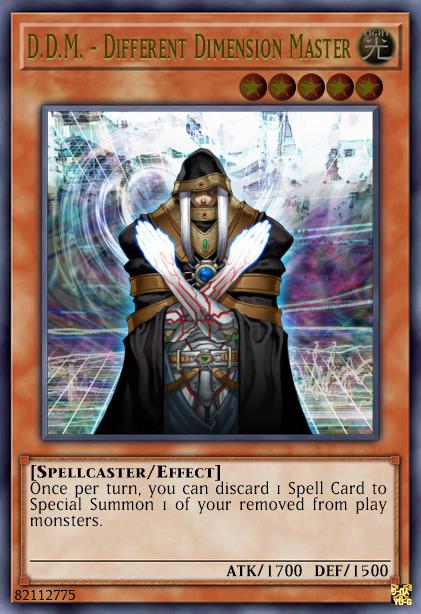 D.D.M. - Different Dimension Master
LIGHT
光
[Spellcaster/Effect]
Once per turn, you can discard 1 Spell Card to
Special Summon 1 of your removed from play
monsters.
ATK/1700 DEF/1500
82112775